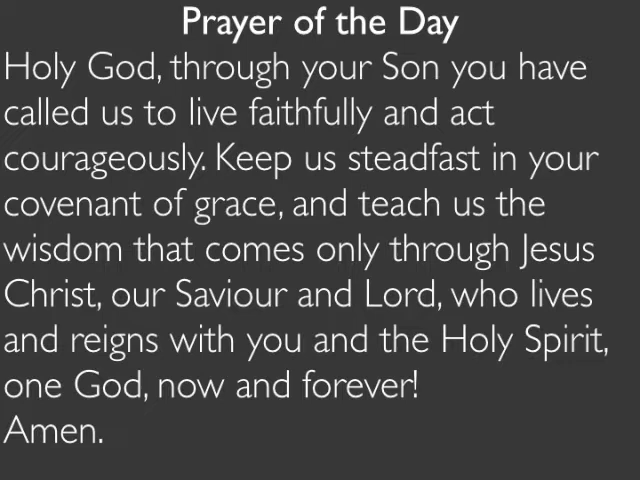 Prayer of the Day
Holy God, through your Son you have
called us to live faithfully and act
courageously. Keep us steadfast in your
covenant of grace, and teach us the
wisdom that comes only through Jesus
Christ, our Saviour and Lord, who lives
and reigns with you and the Holy Spirit,
one God, now and forever!
Amen.